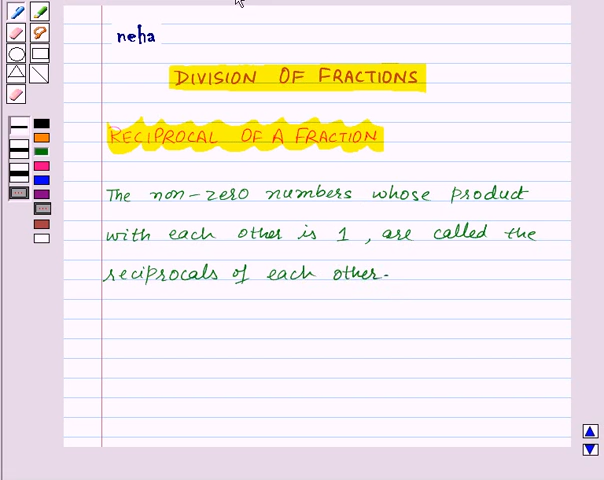 neha
DIVISION OF FRACTIONS
RECIPROCAL OF A FRACTION
The non-zero numbers whose product
with each other is 1, are called the
reciprocals of each other.